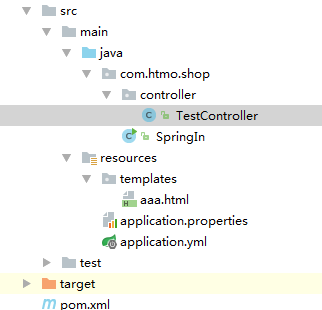 src
main
java
com.htmo.shop
controller
TestController
SpringIn
resources
templates
aaa.html
application.properties
application.yml
test
target
pom.xml